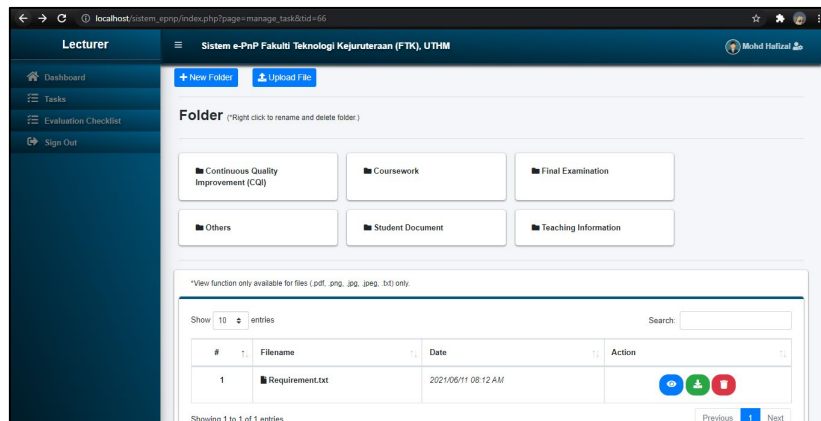 localhost/sistem_epnp/index.php?page=manage_task&tid=66
Lecturer
Sistem e-PnP Fakulti Teknologi Kejuruteraan (FTK), UTHM
Mohd Hafizal
Dashboard
Tasks
Evaluation Checklist
Sign Out
+ New Folder
Upload File
Folder (*Right click to rename and delete folder.)
Continuous Quality
Improvement (CQI)
Coursework
Final Examination
Others
Student Document
Teaching Information
*View function only available for files (.pdf, .png, .jpg, .jpeg, .txt) only.
Show 10 entries
Search:
# Filename Date Action
1 Requirement.txt 2021/06/11 08:12 AM
Showing 1 to 1 of 1 entries
Previous 1 Next